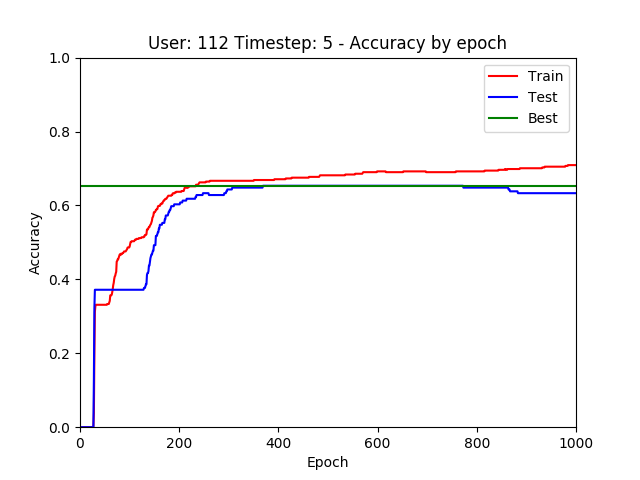 User: 112 Timestep: 5 - Accuracy by epoch
1.0
Train
Test
Best
0.8
0.6
0.4
0.2
0.0
Accuracy
0 200 400 600 800 1000
Epoch